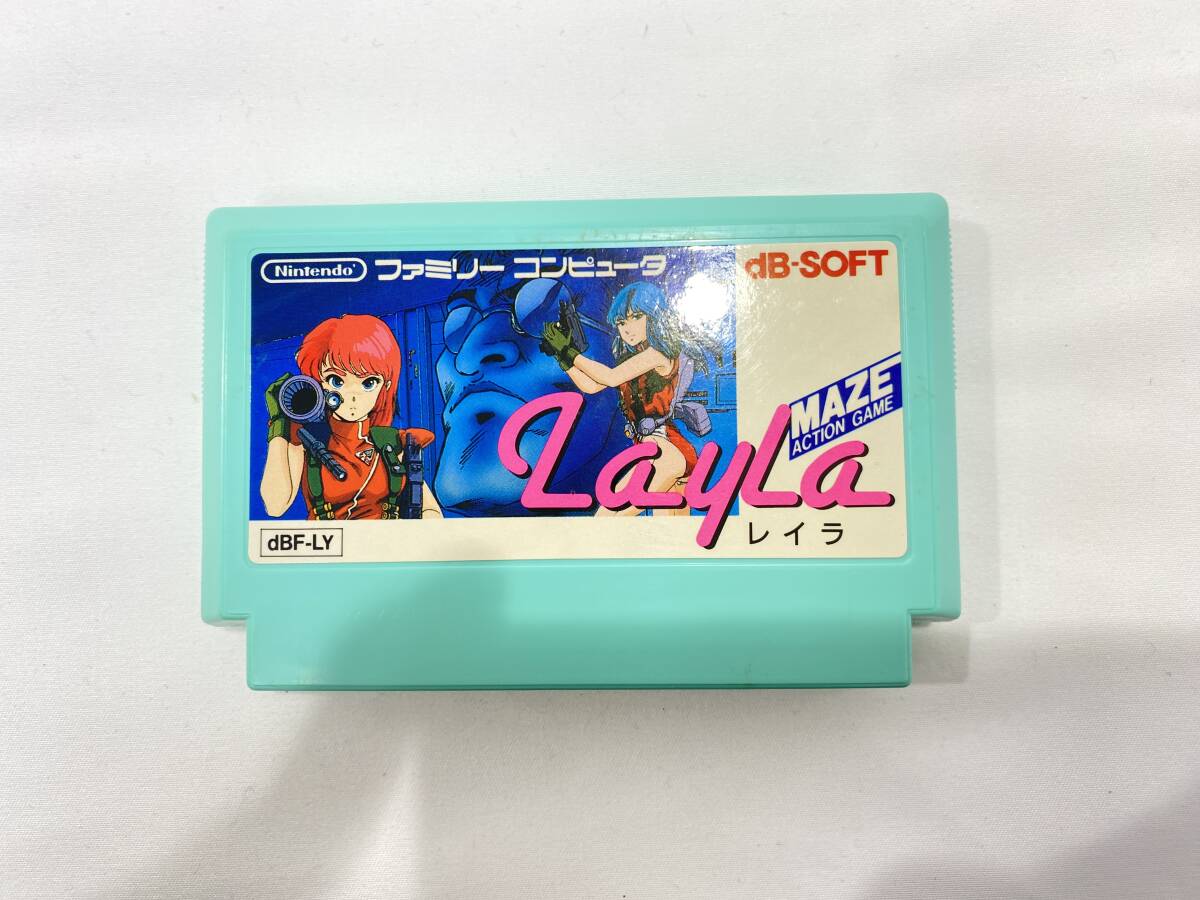 Nintendo ファミリー コンピュータ
dB-SOFT
MAZE
ACTION GAME
Layla
レイラ
dBF-LY